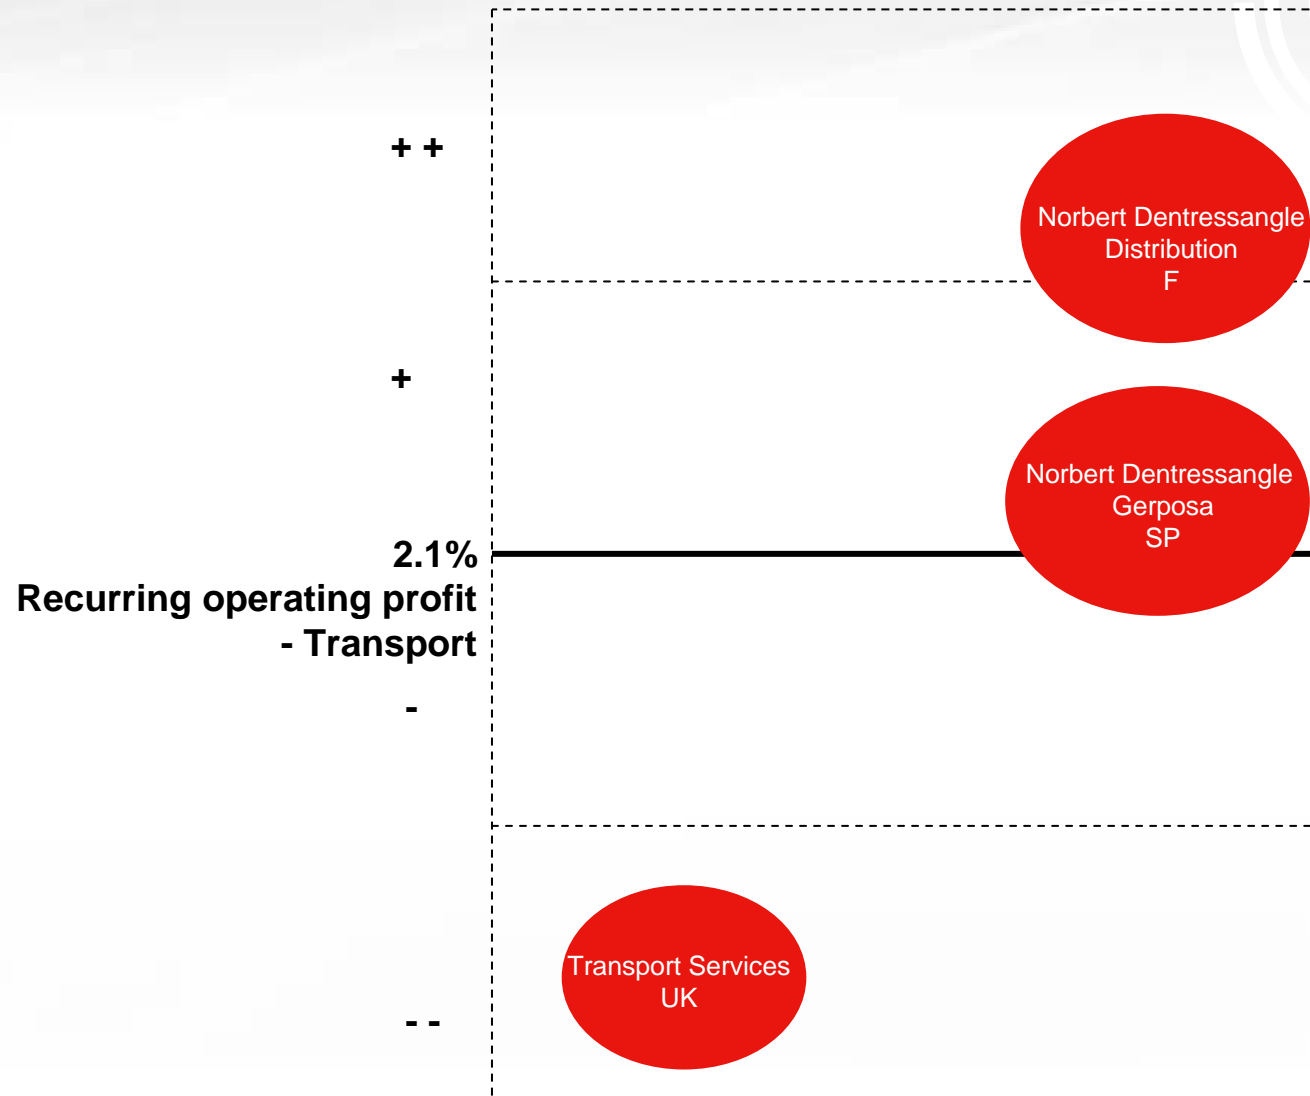 + +
Norbert Dentressangle
Distribution
F
+
Norbert Dentressangle
Gerposa
SP
2.1%
Recurring operating profit
- Transport
-
Transport Services
UK
- -